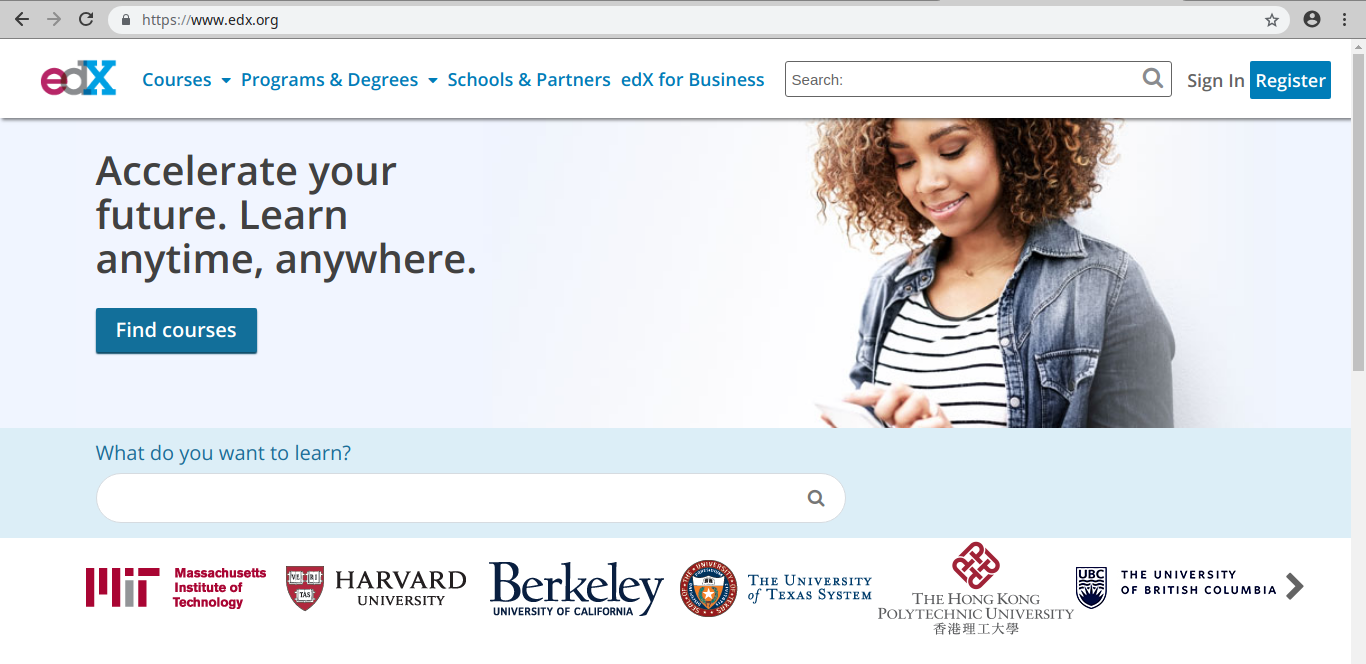 https://www.edx.org
edX
Courses Programs & Degrees Schools & Partners edX for Business
Search:
Sign In Register
Accelerate your
future. Learn
anytime, anywhere.
Find courses
What do you want to learn?
MIT
Massachusetts
Institute of
Technology
VE RI TAS
HARVARD
UNIVERSITY
Berkeley
UNIVERSITY OF CALIFORNIA
THE UNIVERSITY
of TEXAS SYSTEM
THE HONG KONG
POLYTECHNIC UNIVERSITY
香港理工大學
UBC
THE UNIVERSITY
OF BRITISH COLUMBIA